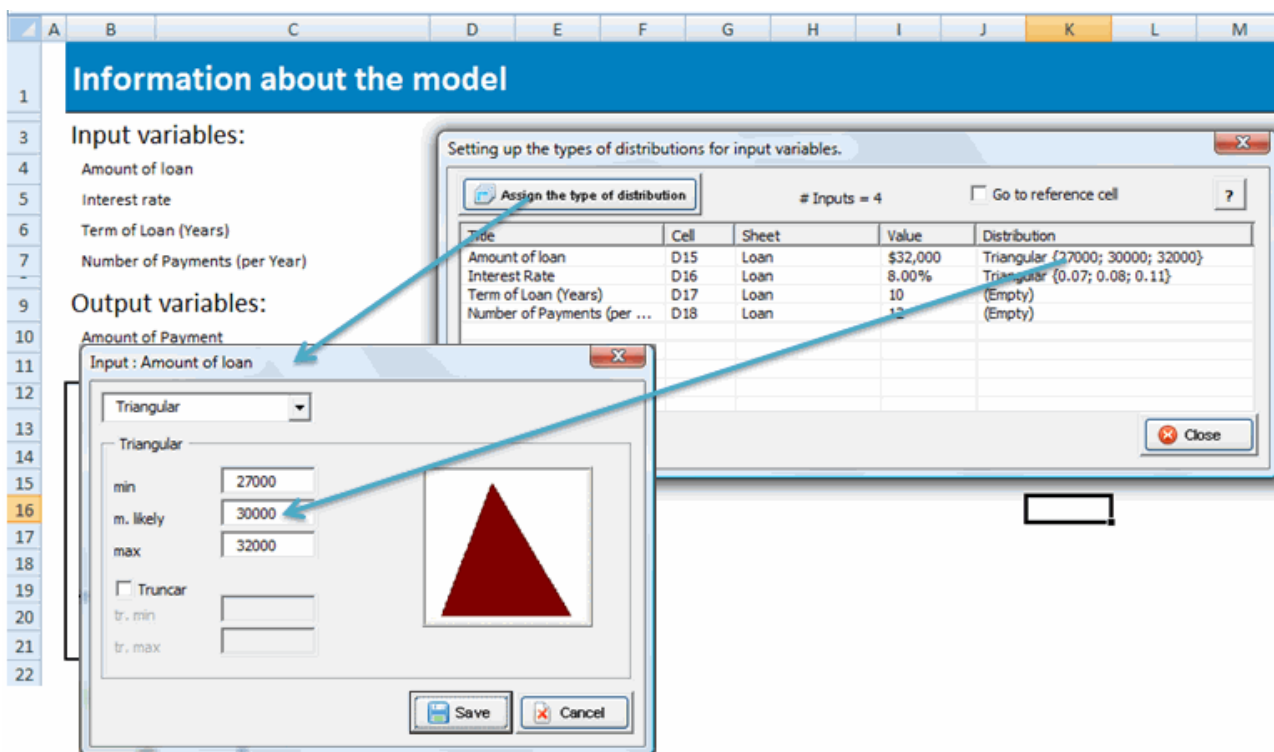 A B C D E F G H I J K L M
1 Information about the model
3 Input variables:
4 Amount of loan
5 Interest rate
6 Term of Loan (Years)
7 Number of Payments (per Year)
9 Output variables:
10 Amount of Payment
11
12
13
14
15
16
17
18
19
20
21
22
Setting up the types of distributions for input variables.
Assign the type of distribution # Inputs = 4 Go to reference cell ?
Title Cell Sheet Value Distribution
Amount of loan D15 Loan $32,000 Triangular {27000; 30000; 32000}
Interest Rate D16 Loan 8.00% Triangular {0.07; 0.08; 0.11}
Term of Loan (Years) D17 Loan 10 (Empty)
Number of Payments (per ... D18 Loan 12 (Empty)
Close
Input : Amount of loan
Triangular
Triangular
min 27000
m. likely 30000
max 32000
Truncar
tr. min
tr. max
Save Cancel